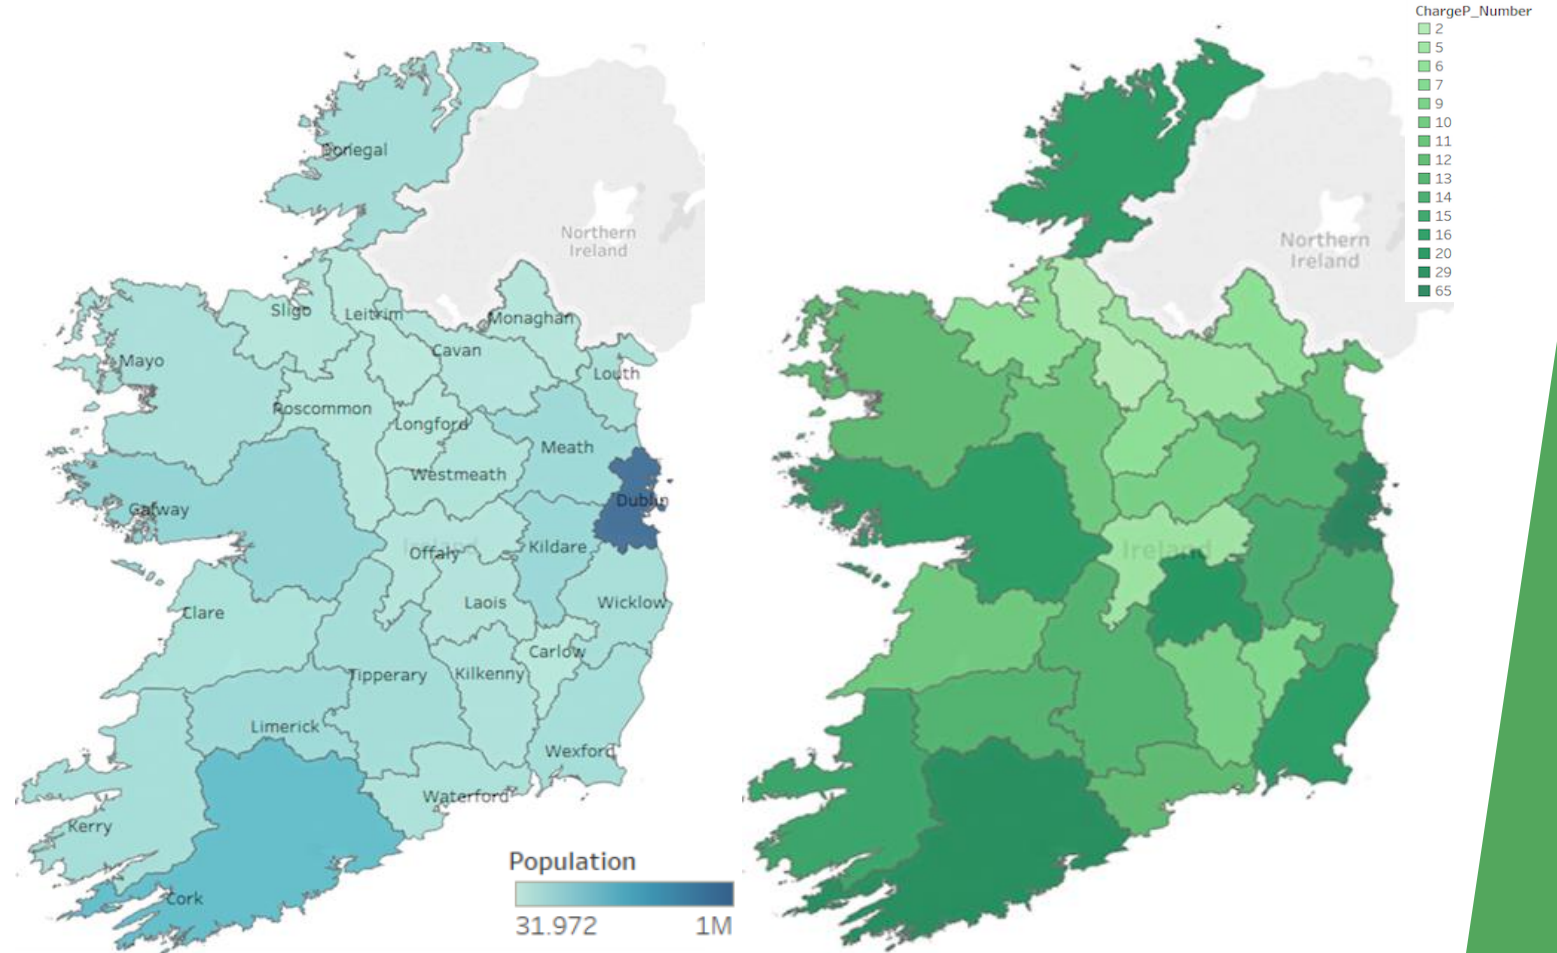 Donegal
Northern
Ireland
Sligo
Leitrim
Monaghan
Cavan
Mayo
Louth
Roscommon
Longford
Meath
Westmeath
Dublin
Galway
Ireland
Offaly
Kildare
Clare
Laois
Wicklow
Carlow
Tipperary
Kilkenny
Limerick
Wexford
Waterford
Kerry
Cork
Population
31.972 1M
ChargeP_Number
2
5
6
7
9
10
11
12
13
14
15
16
20
29
65
Northern
Ireland
Ireland